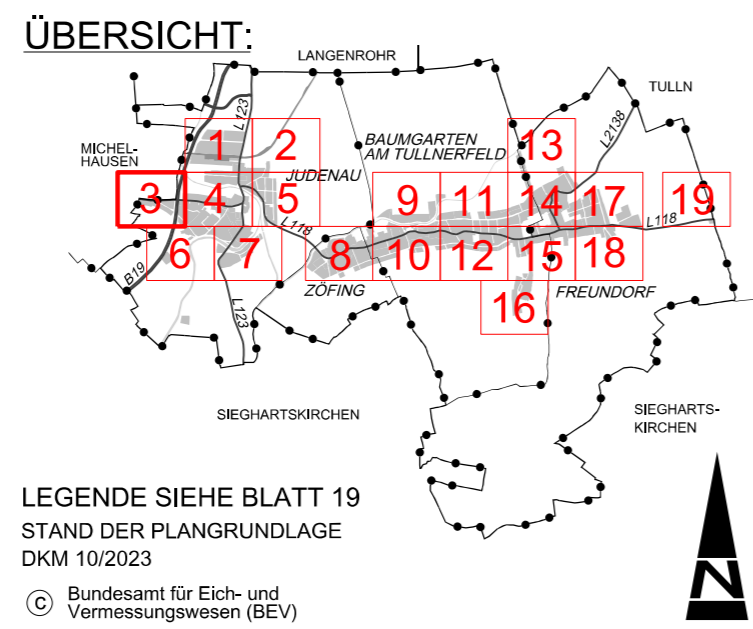 ÜBERSICHT:
LANGENROHR
TULLN
L123
L2138
MICHEL-
HAUSEN
BAUMGARTEN
AM TULLNERFELD
1
2
13
JUDENAU
3
4
5
9
11
14
17
19
L118
L118
6
7
8
10
12
15
18
B19
ZÖFING
FREUNDORF
L123
16
SIEGHARTSKIRCHEN
SIEGHARTS-
KIRCHEN
LEGENDE SIEHE BLATT 19
STAND DER PLANGRUNDLAGE
DKM 10/2023
© Bundesamt für Eich- und
Vermessungswesen (BEV)
N